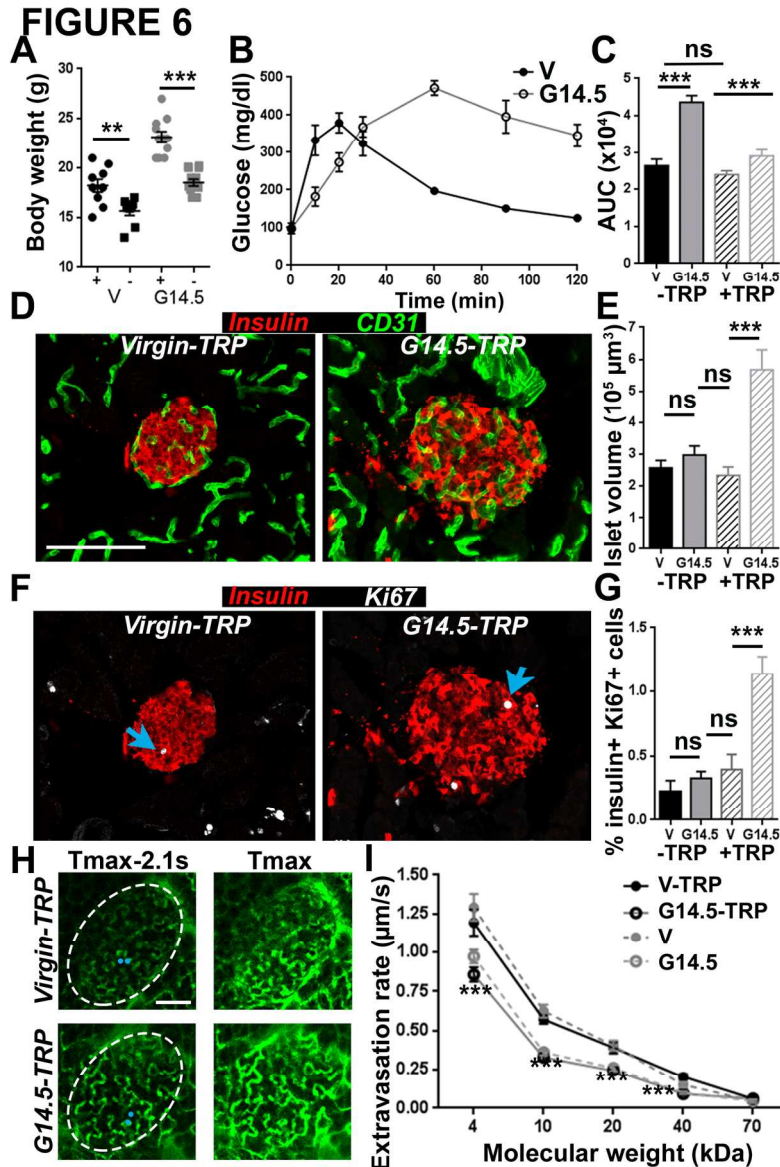 FIGURE 6
A
Body weight (g)
25
20
15
10
**
***
+ - + -
V G14.5
B
Glucose (mg/dl)
500
400
300
200
100
0
V
G14.5
0 20 40 60 80 100 120
Time (min)
C
AUC (x10⁴)
5
4
3
2
1
0
ns
*** ***
V G14.5 V G14.5
-TRP +TRP
D
Insulin CD31
Virgin-TRP G14.5-TRP
E
Islet volume (10⁵ µm³)
7
6
5
4
3
2
1
0
ns ns ***
V G14.5 V G14.5
-TRP +TRP
F
Insulin Ki67
Virgin-TRP G14.5-TRP
G
% insulin+ Ki67+ cells
1.5
1.0
0.5
0.0
ns ns ***
V G14.5 V G14.5
-TRP +TRP
H
Tmax-2.1s Tmax
Virgin-TRP
G14.5-TRP
I
Extravasation rate (µm/s)
1.25
1.00
0.75
0.50
0.25
0.00
V-TRP
G14.5-TRP
V
G14.5
*** *** *** ***
4 10 20 40 70
Molecular weight (kDa)